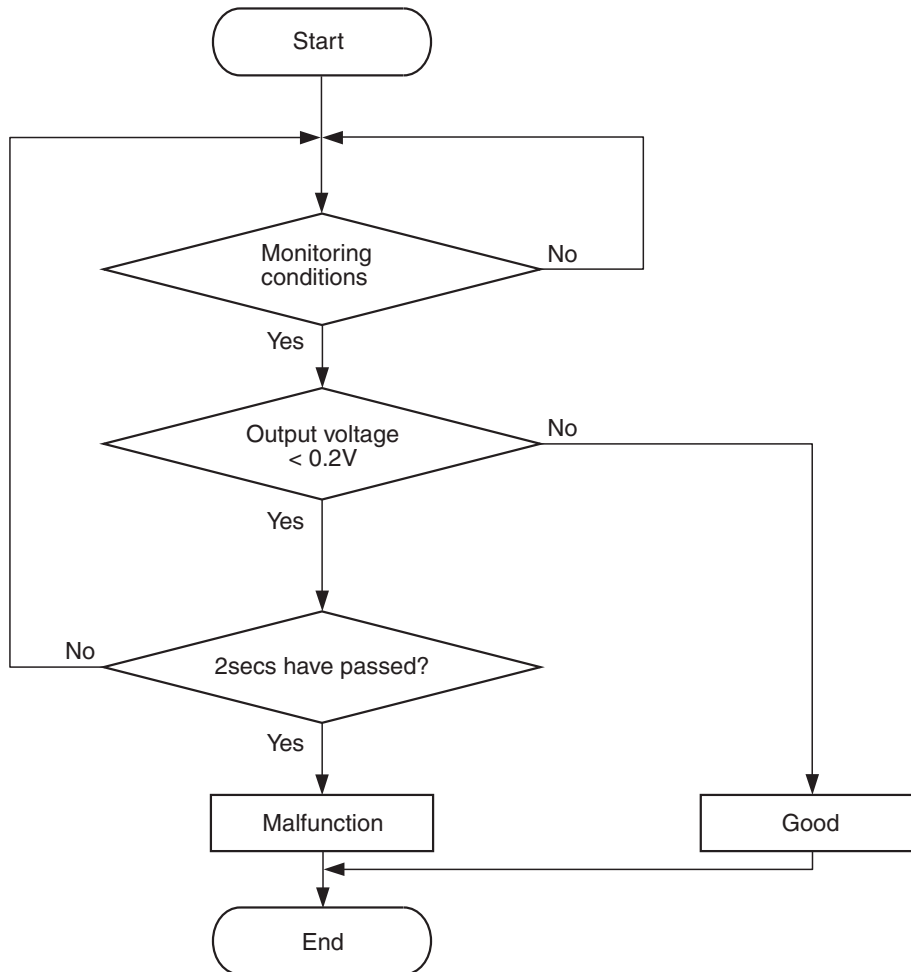 Start
Monitoring
conditions
No
Yes
Output voltage
< 0.2V
No
Yes
No
2secs have passed?
Yes
Malfunction
Good
End